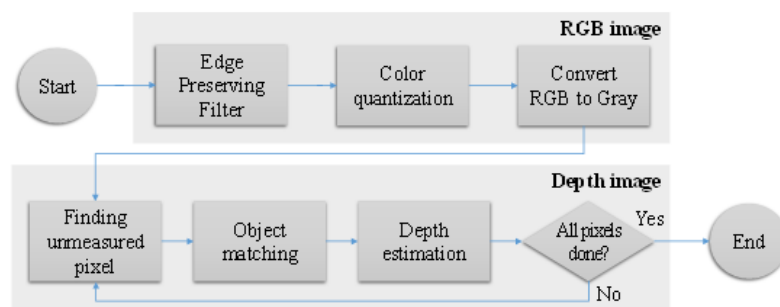 RGB image
Start
Edge
Preserving
Filter
Color
quantization
Convert
RGB to Gray
Depth image
Finding
unmeasured
pixel
Object
matching
Depth
estimation
All pixels
done?
Yes
No
End